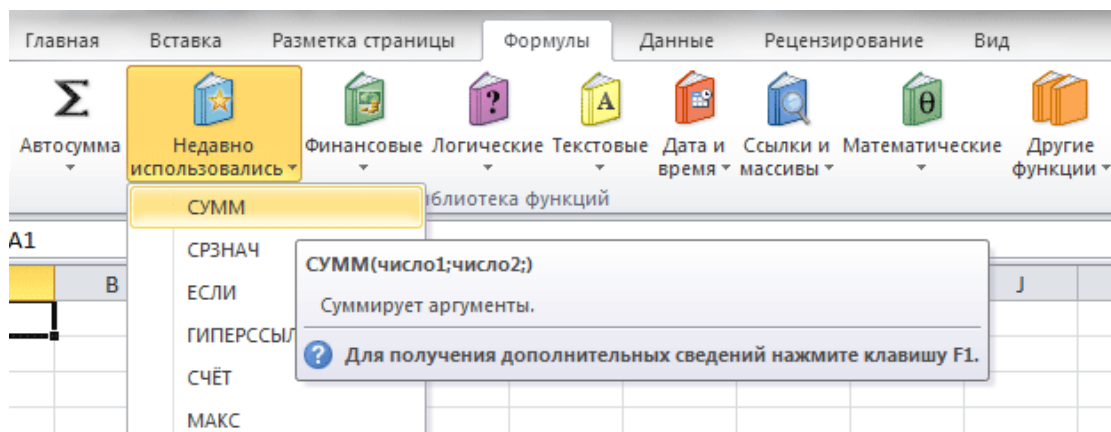 Главная Вставка Разметка страницы Формулы Данные Рецензирование Вид
Автосумма Недавно использовались Финансовые Логические Текстовые Дата и время Ссылки и массивы Математические Другие функции
блиотека функций
СУММ
A1
СРЗНАЧ
СУММ(число1;число2;)
B
ЕСЛИ
J
Суммирует аргументы.
ГИПЕРССЫЛ
Для получения дополнительных сведений нажмите клавишу F1.
СЧЁТ
МАКС